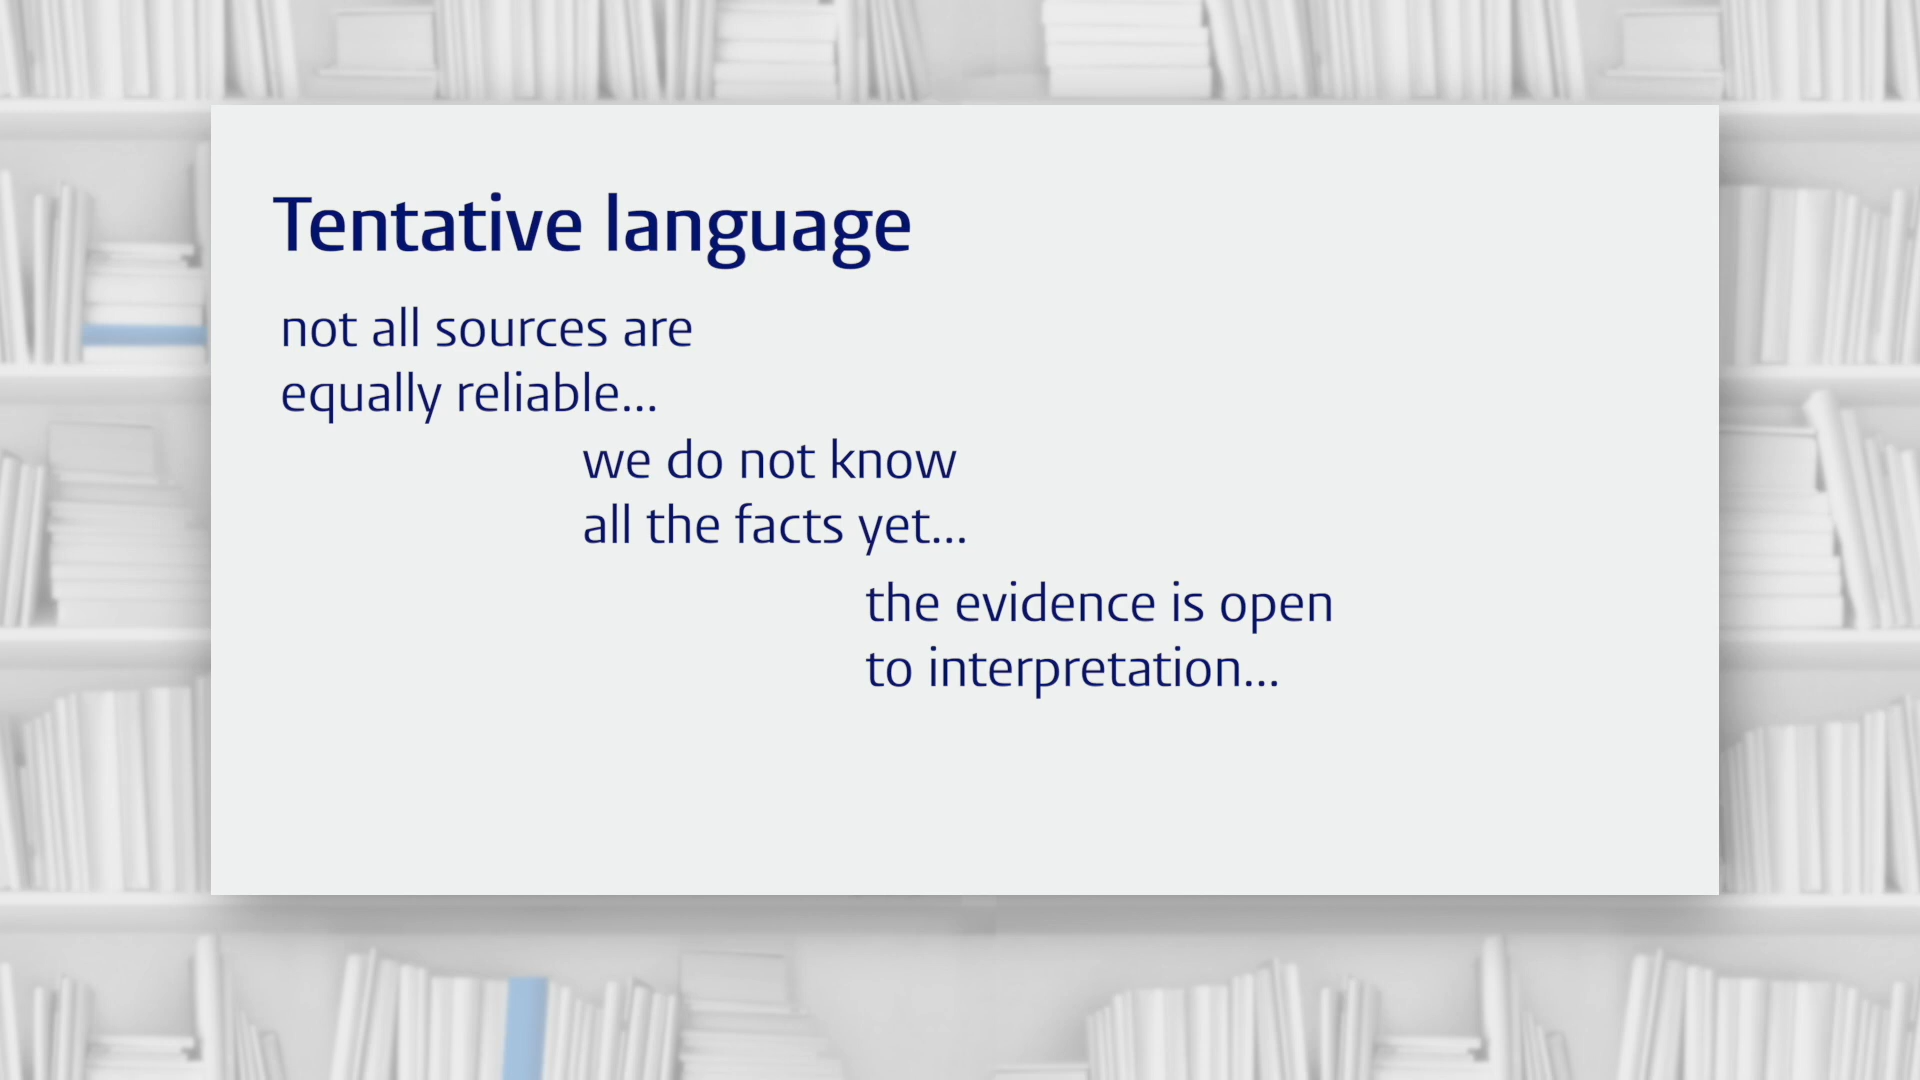 Tentative language
not all sources are
equally reliable...
we do not know
all the facts yet...
the evidence is open
to interpretation...